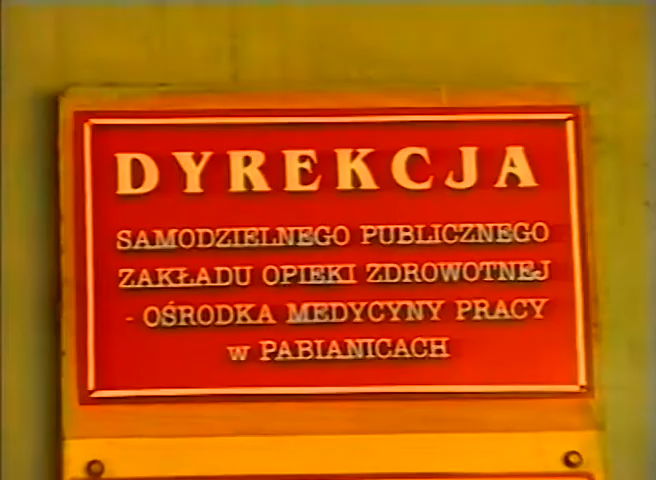 DYREKCJA
SAMODZIELNEGO PUBLICZNEGO
ZAKŁADU OPIEKI ZDROWOTNEJ
- OŚRODKA MEDYCYNY PRACY
w PABIANICACH